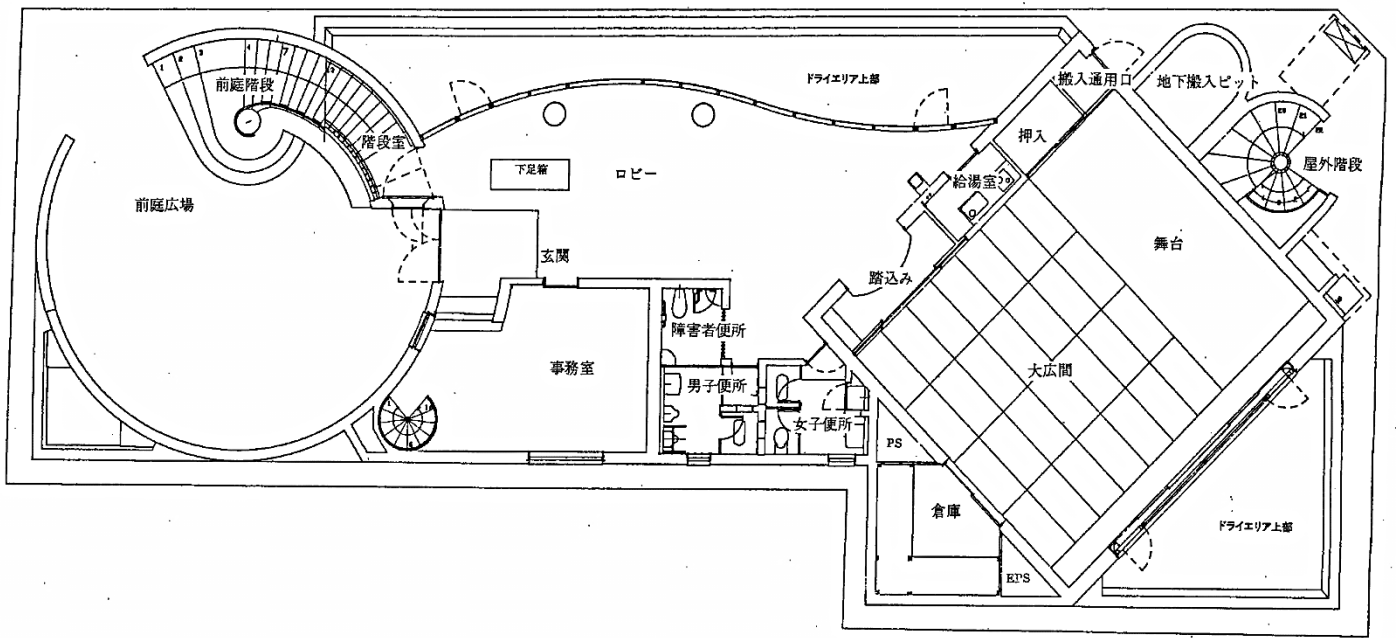 搬入通用口
地下搬入ピット
ドライエリア上部
前庭階段
階段室
押入
給湯室
屋外階段
下足箱
ロビー
前庭広場
玄関
舞台
踏込み
障害者便所
事務室
男子便所
大広間
女子便所
PS
倉庫
ドライエリア上部
EPS